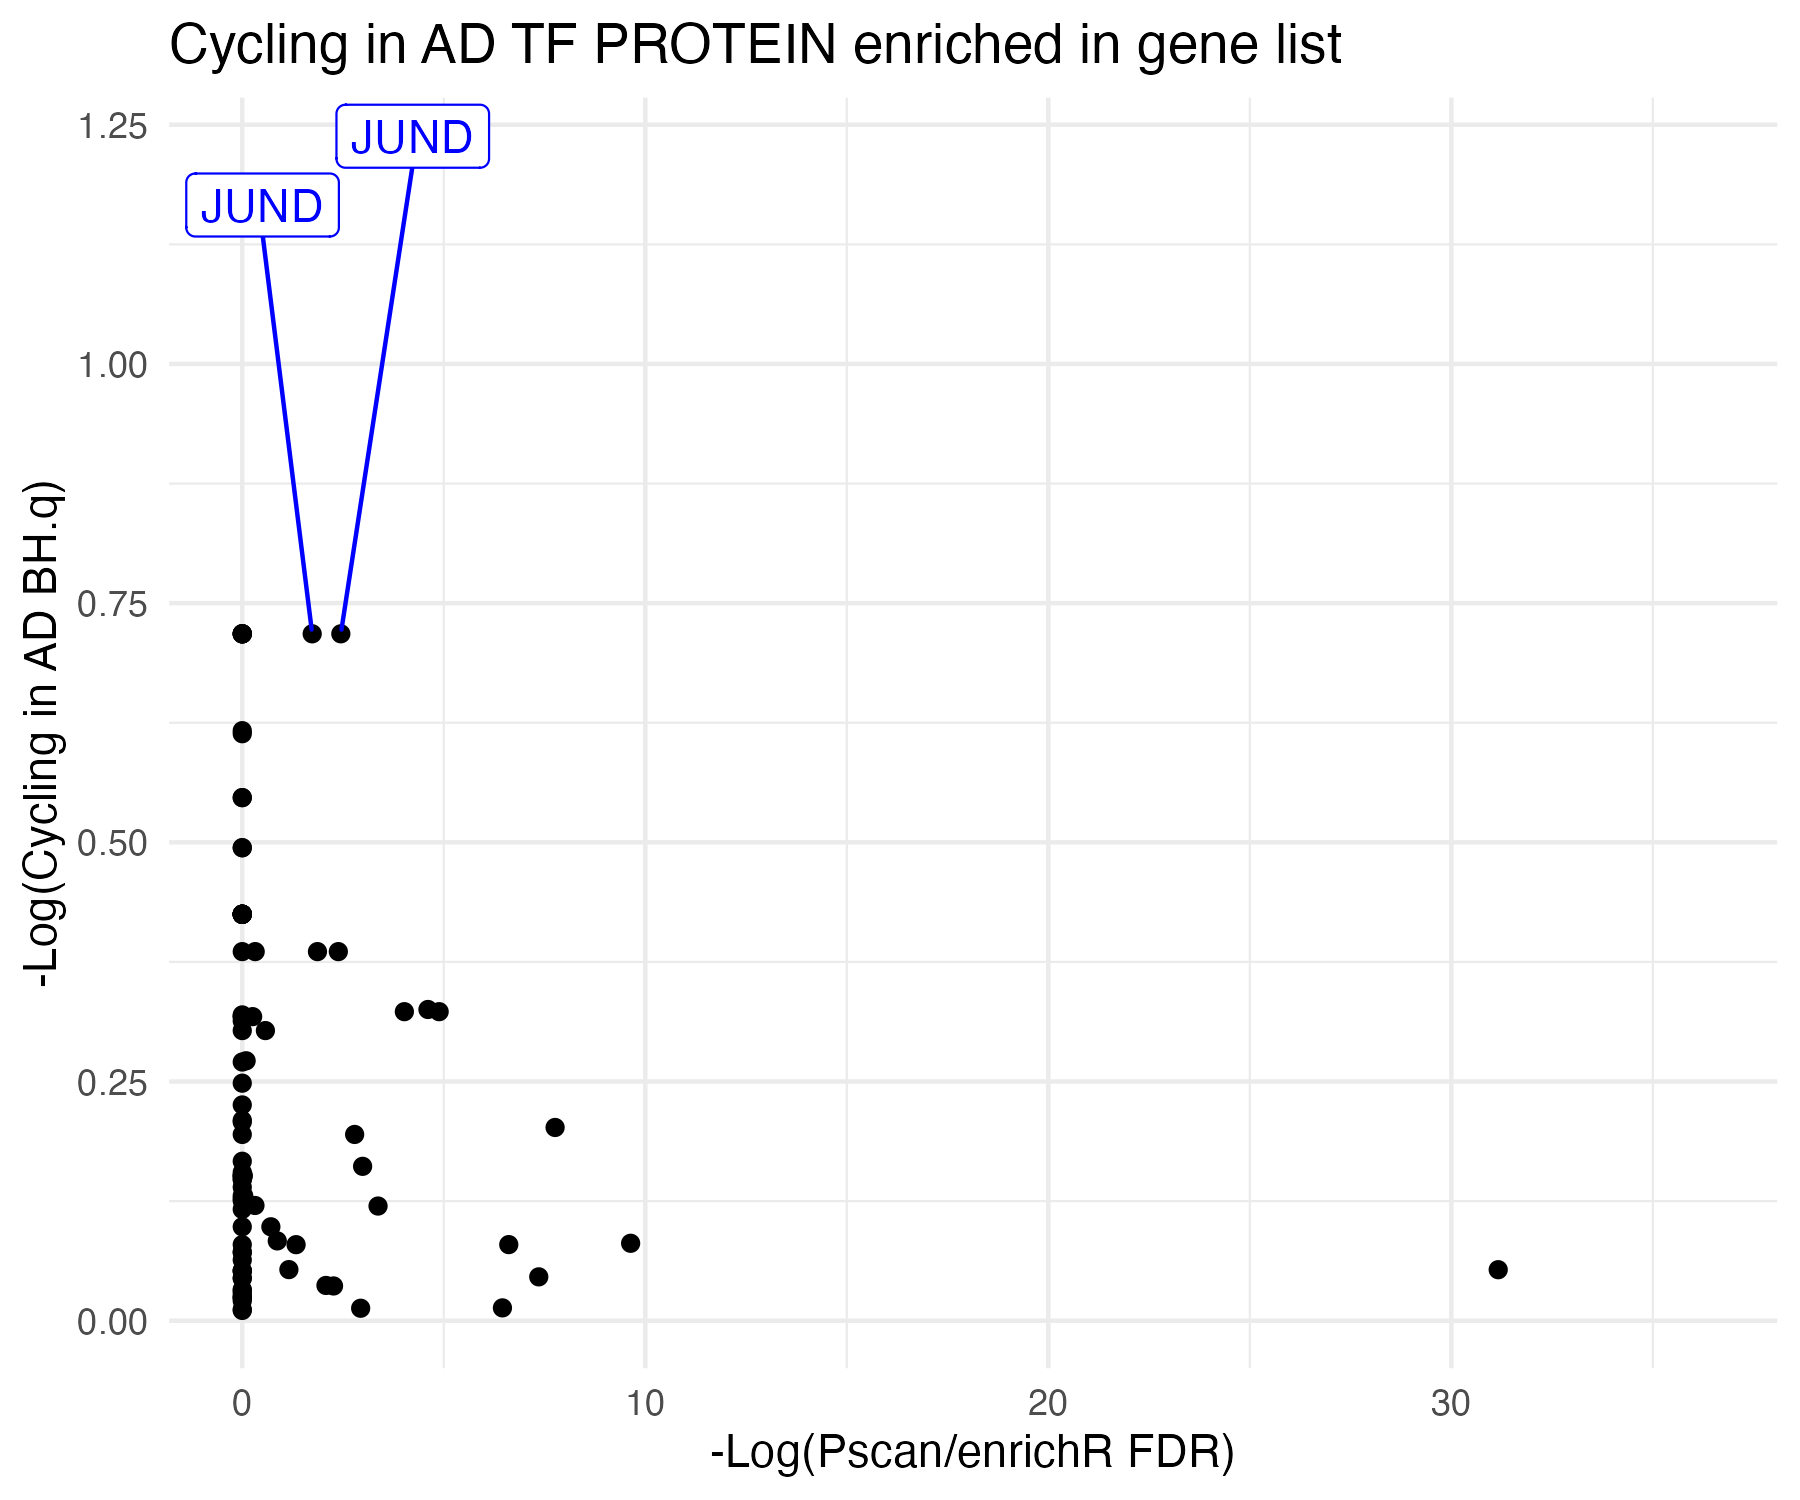 Cycling in AD TF PROTEIN enriched in gene list
JUND
JUND
1.25
1.00
0.75
0.50
0.25
0.00
-Log(Cycling in AD BH.q)
0 10 20 30
-Log(Pscan/enrichR FDR)